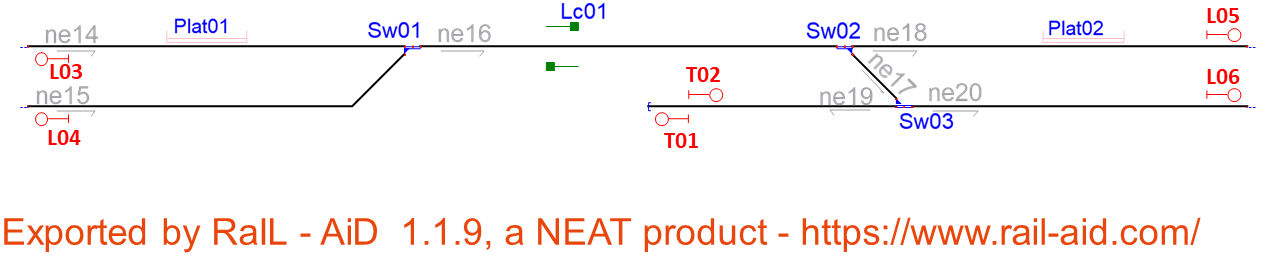 Lc01
L05
Plat01
Plat02
ne14
Sw01
ne16
Sw02
ne18
L03
ne17
T02
L06
ne15
ne19
ne20
L04
T01
Sw03
Exported by RaIL - AiD 1.1.9, a NEAT product - https://www.rail-aid.com/